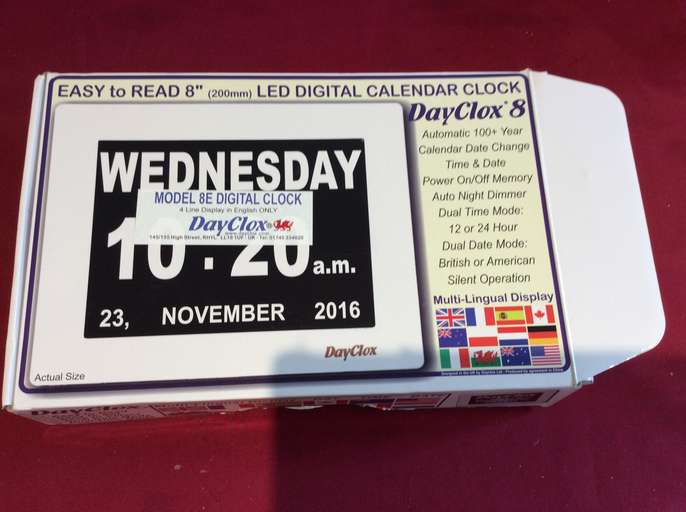 EASY to READ 8" (200mm) LED DIGITAL CALENDAR CLOCK
DayClox 8
Automatic 100+ Year
Calendar Date Change
Time & Date
Power On/Off Memory
Auto Night Dimmer
Dual Time Mode:
12 or 24 Hour
Dual Date Mode:
British or American
Silent Operation
Multi-Lingual Display
WEDNESDAY
MODEL 8E DIGITAL CLOCK
4 Line Display in English ONLY
DayClox
10 : 20 a.m.
23, NOVEMBER 2016
DayClox
Actual Size